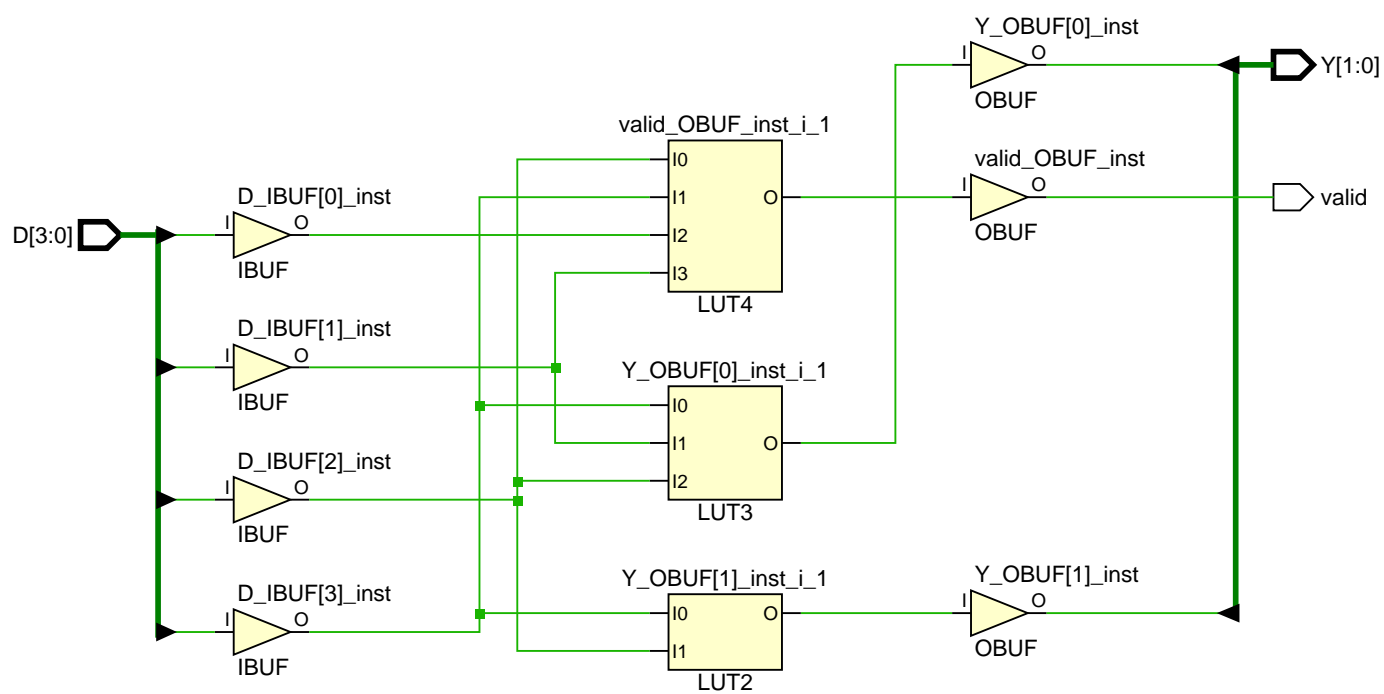 Y_OBUF[0]_inst
I O
OBUF
Y[1:0]
valid_OBUF_inst_i_1
I0
I1
I2
I3
O
LUT4
valid_OBUF_inst
I O
OBUF
valid
D[3:0]
D_IBUF[0]_inst
I O
IBUF
D_IBUF[1]_inst
I O
IBUF
Y_OBUF[0]_inst_i_1
I0
I1
I2
O
LUT3
D_IBUF[2]_inst
I O
IBUF
D_IBUF[3]_inst
I O
IBUF
Y_OBUF[1]_inst_i_1
I0
I1
O
LUT2
Y_OBUF[1]_inst
I O
OBUF